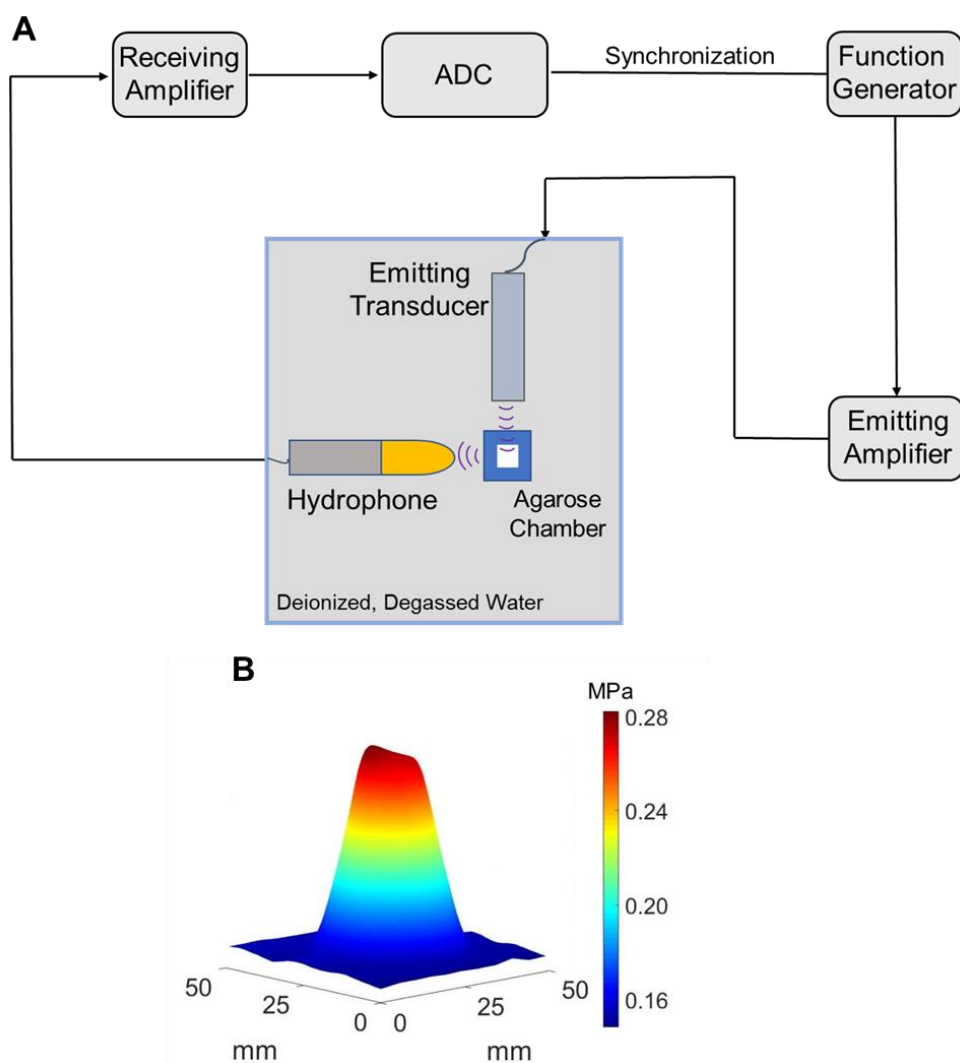 A
Receiving
Amplifier
ADC
Synchronization
Function
Generator
Emitting
Transducer
Emitting
Amplifier
Hydrophone
Agarose
Chamber
Deionized, Degassed Water
B
MPa
0.28
0.24
0.20
0.16
50
25
0
0
25
50
mm
mm